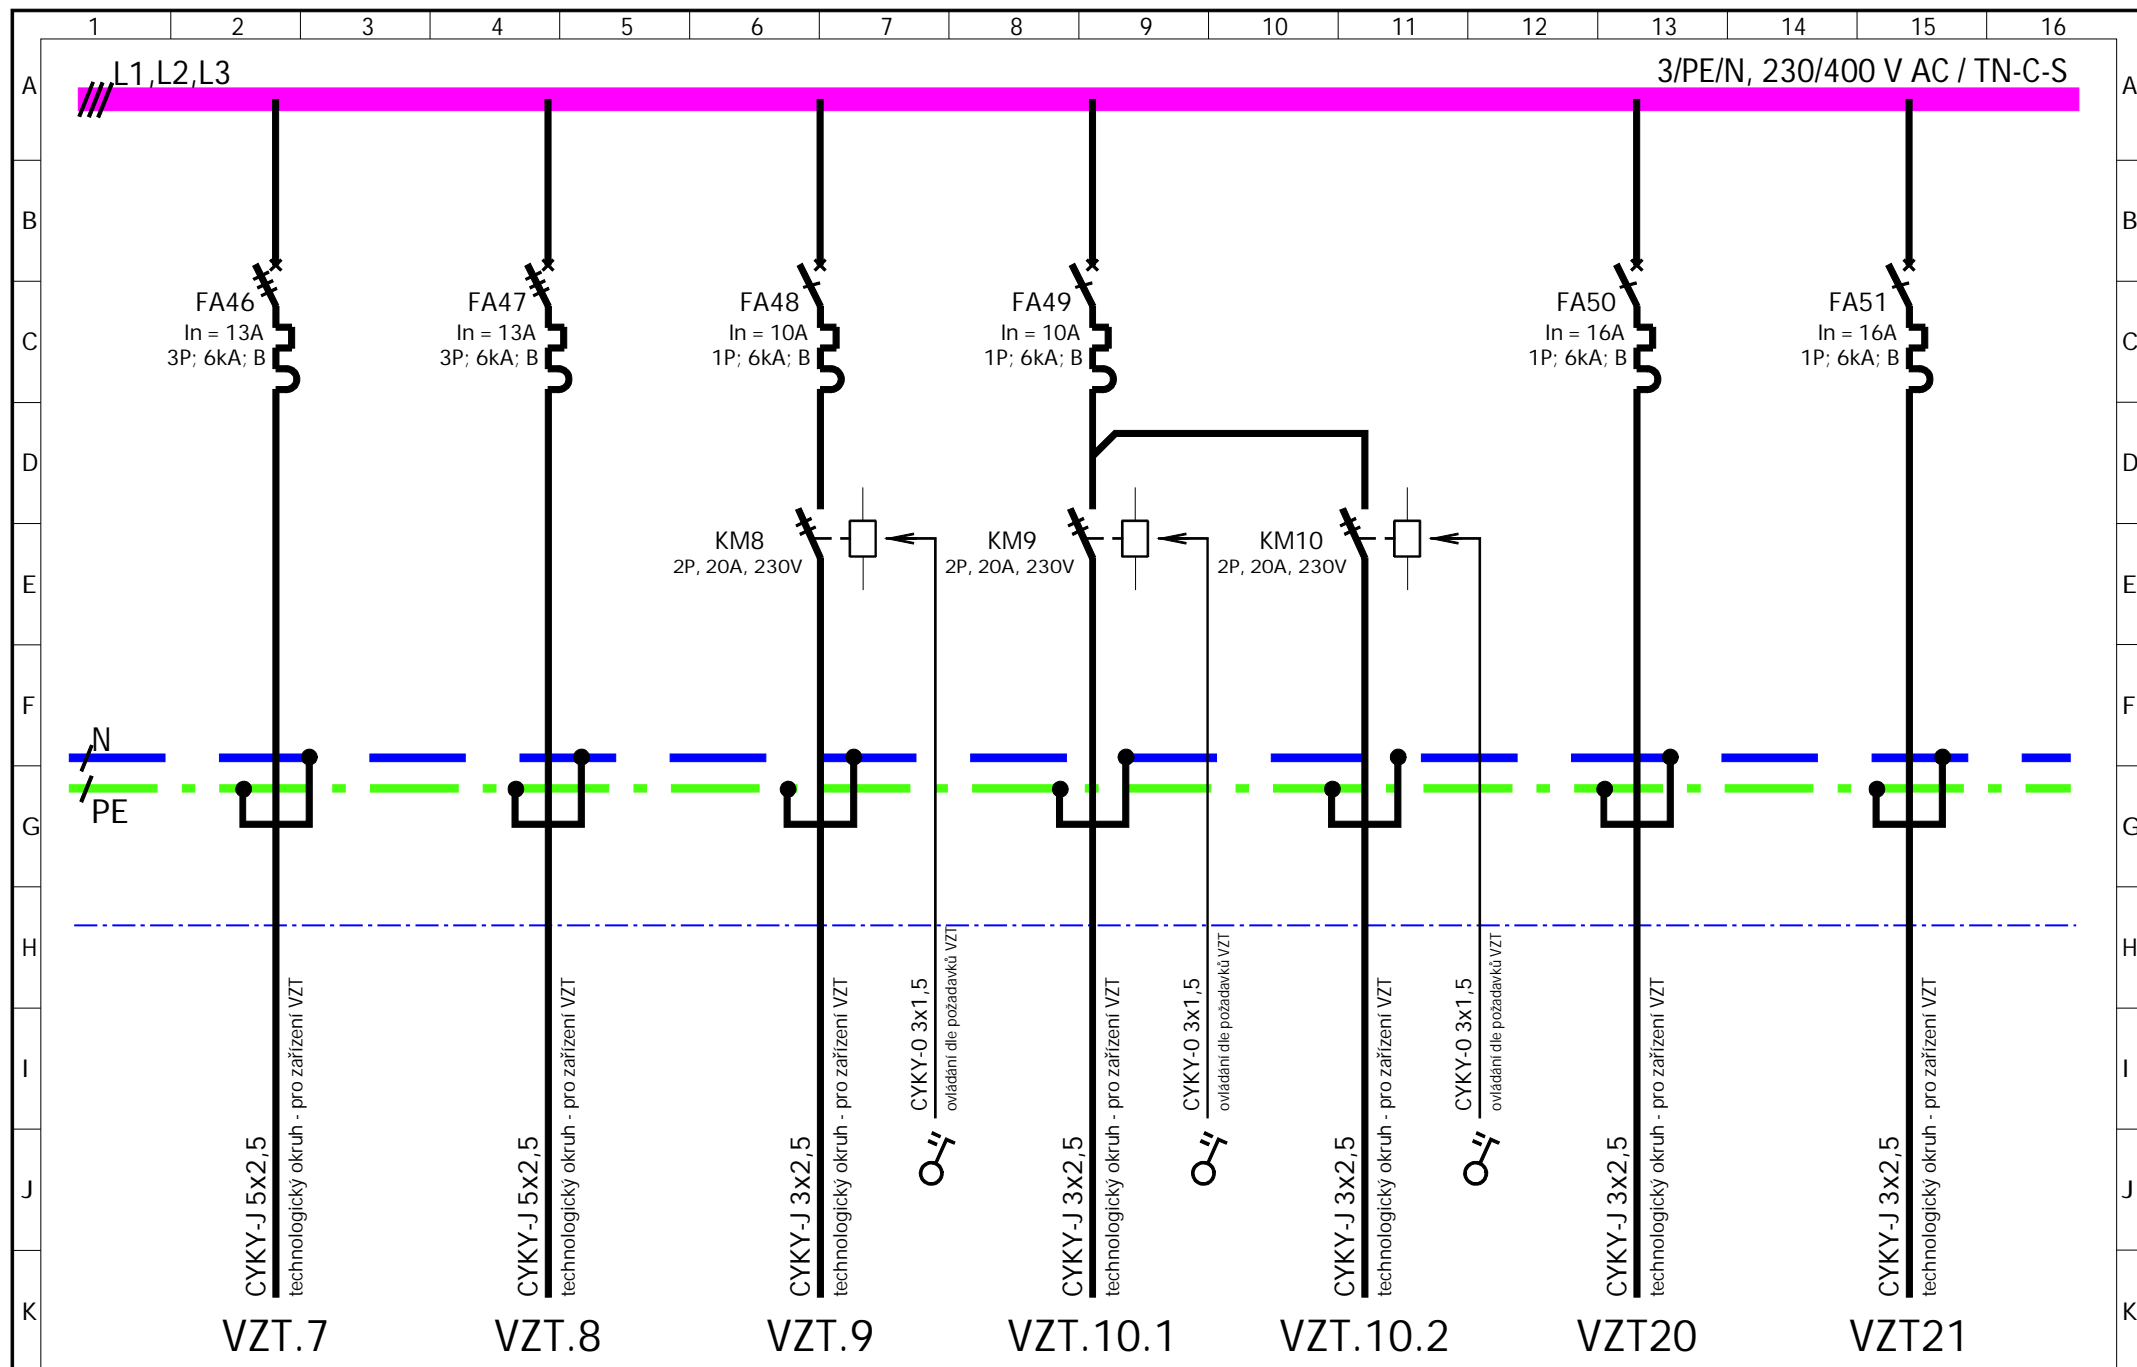 1 2 3 4 5 6 7 8 9 10 11 12 13 14 15 16
A A
L1,L2,L3
3/PE/N, 230/400 V AC / TN-C-S
B B
C C
FA46
In = 13A
3P; 6kA; B
FA47
In = 13A
3P; 6kA; B
FA48
In = 10A
1P; 6kA; B
FA49
In = 10A
1P; 6kA; B
FA50
In = 16A
1P; 6kA; B
FA51
In = 16A
1P; 6kA; B
D D
KM8
2P, 20A, 230V
KM9
2P, 20A, 230V
KM10
2P, 20A, 230V
E E
F F
N
PE
G G
H H
I I
J J
CYKY-J 5x2,5
technologický okruh - pro zařízení VZT
CYKY-J 5x2,5
technologický okruh - pro zařízení VZT
CYKY-J 3x2,5
technologický okruh - pro zařízení VZT
CYKY-0 3x1,5
ovládání dle požadavků VZT
CYKY-J 3x2,5
technologický okruh - pro zařízení VZT
CYKY-0 3x1,5
ovládání dle požadavků VZT
CYKY-J 3x2,5
technologický okruh - pro zařízení VZT
CYKY-0 3x1,5
ovládání dle požadavků VZT
CYKY-J 3x2,5
technologický okruh - pro zařízení VZT
CYKY-J 3x2,5
technologický okruh - pro zařízení VZT
K K
VZT.7 VZT.8 VZT.9 VZT.10.1 VZT.10.2 VZT20 VZT21